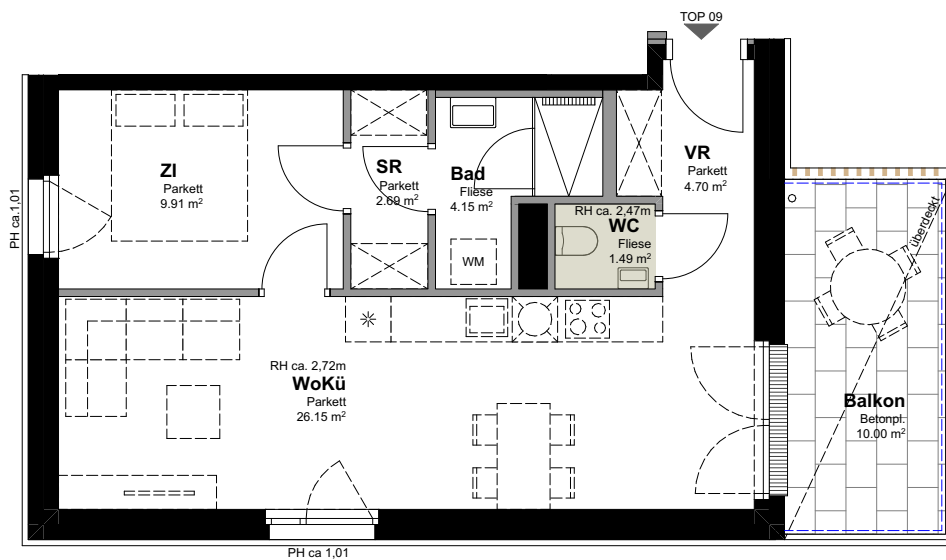 TOP 09
ZI
Parkett
9.91 m²
SR
Parkett
2.69 m²
Bad
Fliese
4.15 m²
WM
RH ca. 2,47m
WC
Fliese
1.49 m²
VR
Parkett
4.70 m²
PH ca.1,01
RH ca. 2,72m
WoKü
Parkett
26.15 m²
überdeckt
Balkon
Betonpl.
10.00 m²
PH ca 1,01